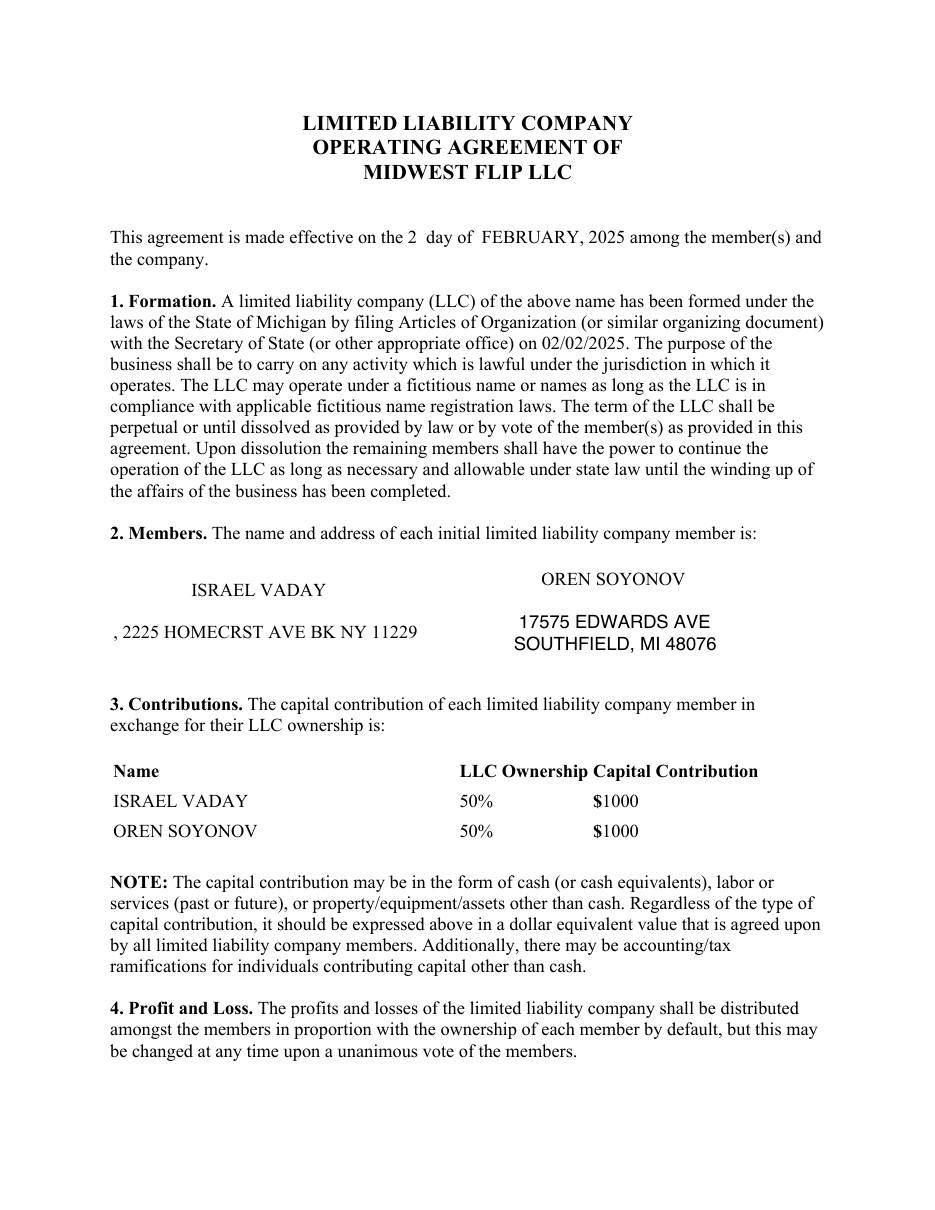 LIMITED LIABILITY COMPANY
OPERATING AGREEMENT OF
MIDWEST FLIP LLC
This agreement is made effective on the 2 day of FEBRUARY, 2025 among the member(s) and
the company.
1. Formation. A limited liability company (LLC) of the above name has been formed under the
laws of the State of Michigan by filing Articles of Organization (or similar organizing document)
with the Secretary of State (or other appropriate office) on 02/02/2025. The purpose of the
business shall be to carry on any activity which is lawful under the jurisdiction in which it
operates. The LLC may operate under a fictitious name or names as long as the LLC is in
compliance with applicable fictitious name registration laws. The term of the LLC shall be
perpetual or until dissolved as provided by law or by vote of the member(s) as provided in this
agreement. Upon dissolution the remaining members shall have the power to continue the
operation of the LLC as long as necessary and allowable under state law until the winding up of
the affairs of the business has been completed.
2. Members. The name and address of each initial limited liability company member is:
ISRAEL VADAY
, 2225 HOMECRST AVE BK NY 11229
OREN SOYONOV
17575 EDWARDS AVE
SOUTHFIELD, MI 48076
3. Contributions. The capital contribution of each limited liability company member in
exchange for their LLC ownership is:
Name LLC Ownership Capital Contribution
ISRAEL VADAY 50% $1000
OREN SOYONOV 50% $1000
NOTE: The capital contribution may be in the form of cash (or cash equivalents), labor or
services (past or future), or property/equipment/assets other than cash. Regardless of the type of
capital contribution, it should be expressed above in a dollar equivalent value that is agreed upon
by all limited liability company members. Additionally, there may be accounting/tax
ramifications for individuals contributing capital other than cash.
4. Profit and Loss. The profits and losses of the limited liability company shall be distributed
amongst the members in proportion with the ownership of each member by default, but this may
be changed at any time upon a unanimous vote of the members.